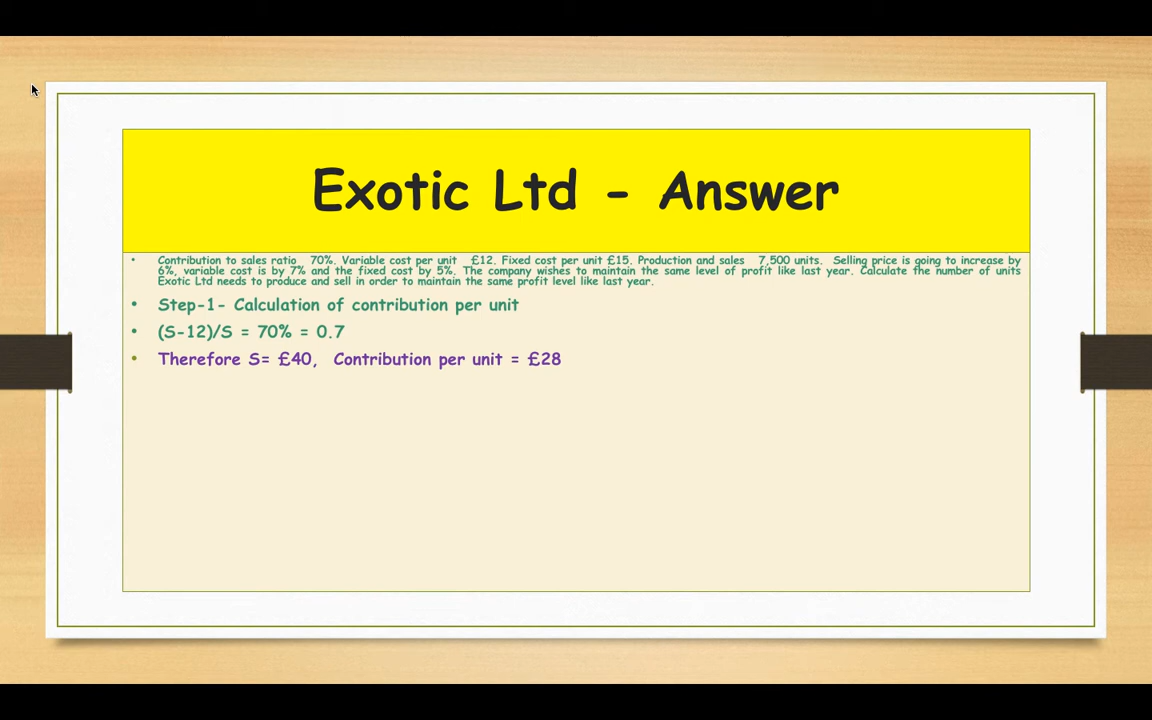 Exotic Ltd - Answer
• Contribution to sales ratio 70%. Variable cost per unit £12. Fixed cost per unit £15. Production and sales 7,500 units. Selling price is going to increase by
6%, variable cost is by 7% and the fixed cost by 5%. The company wishes to maintain the same level of profit like last year. Calculate the number of units
Exotic Ltd needs to produce and sell in order to maintain the same profit level like last year.
• Step-1- Calculation of contribution per unit
• (S-12)/S = 70% = 0.7
• Therefore S= £40, Contribution per unit = £28